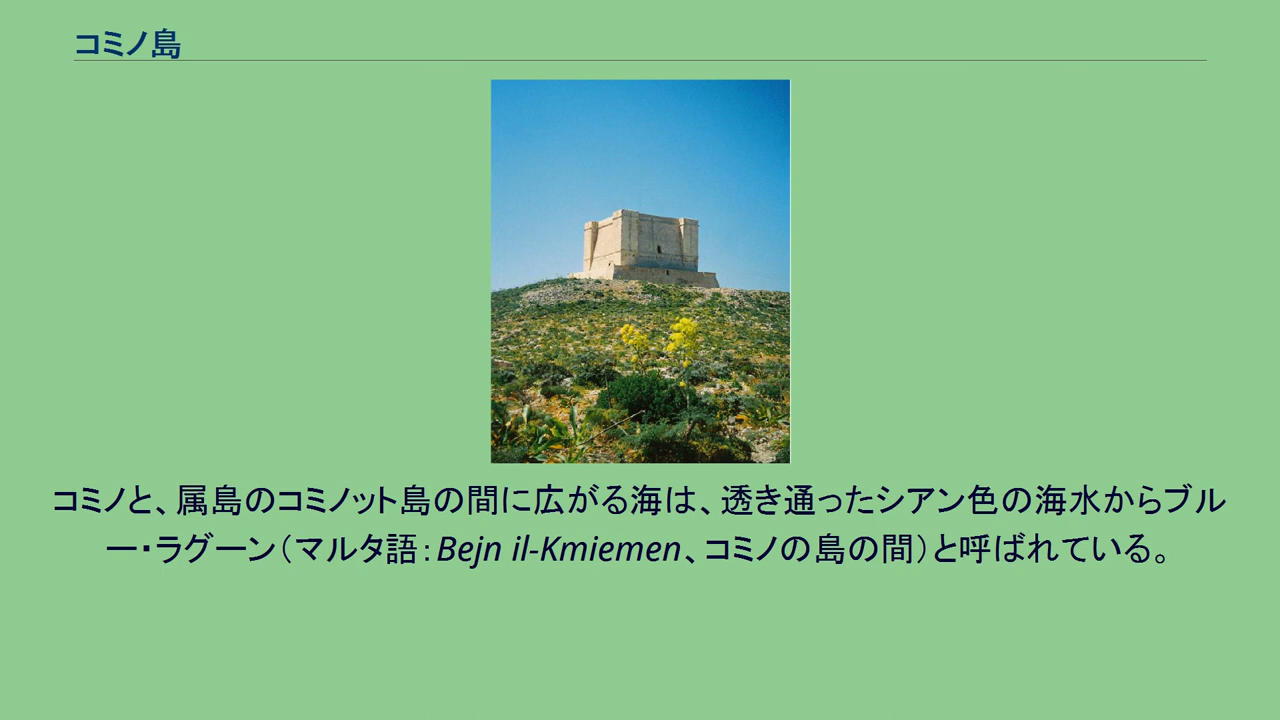 コミノ島
コミノと、属島のコミノット島の間に広がる海は、透き通ったシアン色の海水からブル
ー・ラグーン（マルタ語：Bejn il-Kmiemen、コミノの島の間）と呼ばれている。